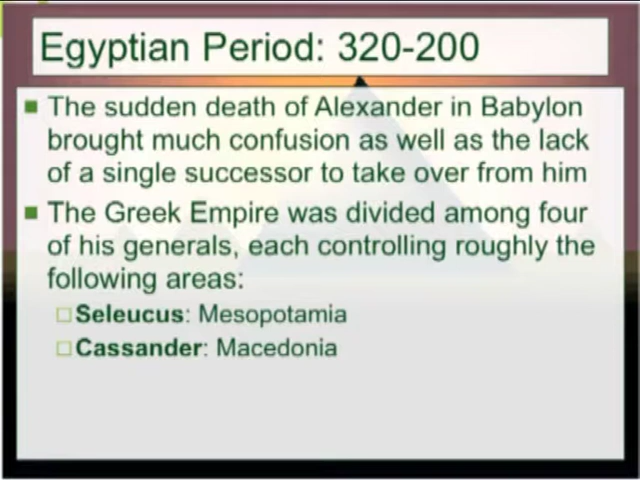 Egyptian Period: 320-200
The sudden death of Alexander in Babylon
brought much confusion as well as the lack
of a single successor to take over from him
The Greek Empire was divided among four
of his generals, each controlling roughly the
following areas:
Seleucus: Mesopotamia
Cassander: Macedonia